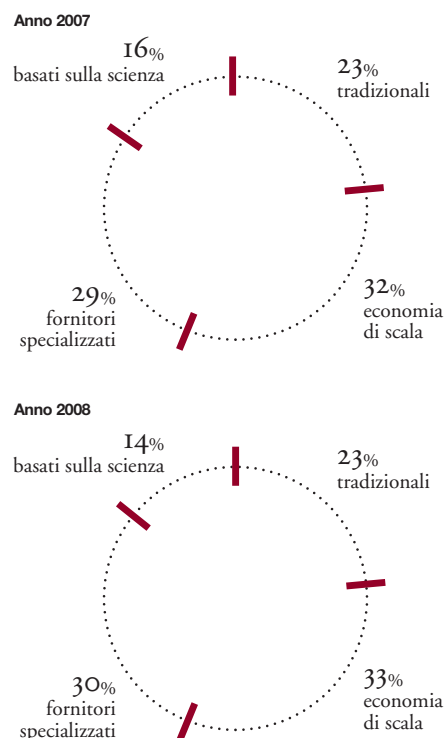 Anno 2007
16%
basati sulla scienza
23%
tradizionali
29%
fornitori
specializzati
32%
economia
di scala
Anno 2008
14%
basati sulla scienza
23%
tradizionali
30%
fornitori
specializzati
33%
economia
di scala